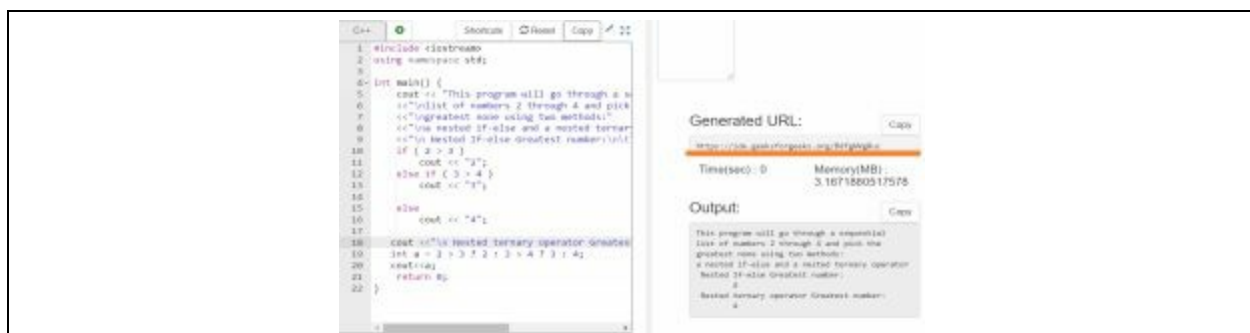 C++
Shortcuts Reset Copy
1 #include <iostream>
2 using namespace std;
3
4 int main() {
5 cout << "This program will go through a s
6 <<"\nlist of numbers 2 through 4 and pick
7 <<"\ngreatest none using two methods:"
8 <<"\na nested if-else and a nested ternar
9 <<"\n Nested If-else Greatest number:\n\t
10 if ( 2 > 3 )
11 cout << "2";
12 else if ( 3 > 4 )
13 cout << "3";
14
15 else
16 cout << "4";
17
18 cout <<"\n Nested ternary operator Greates
19 int a = 2 > 3 ? 2 : 3 > 4 ? 3 : 4;
20 cout<<a;
21 return 0;
22 }
Generated URL:
Copy
Time(sec) : 0
Memory(MB) :
3.1671880517578
Output:
Copy
This program will go through a sequential
list of numbers 2 through 4 and pick the
greatest none using two methods:
a nested if-else and a nested ternary operator
Nested If-else Greatest number:
4
Nested ternary operator Greatest number:
4